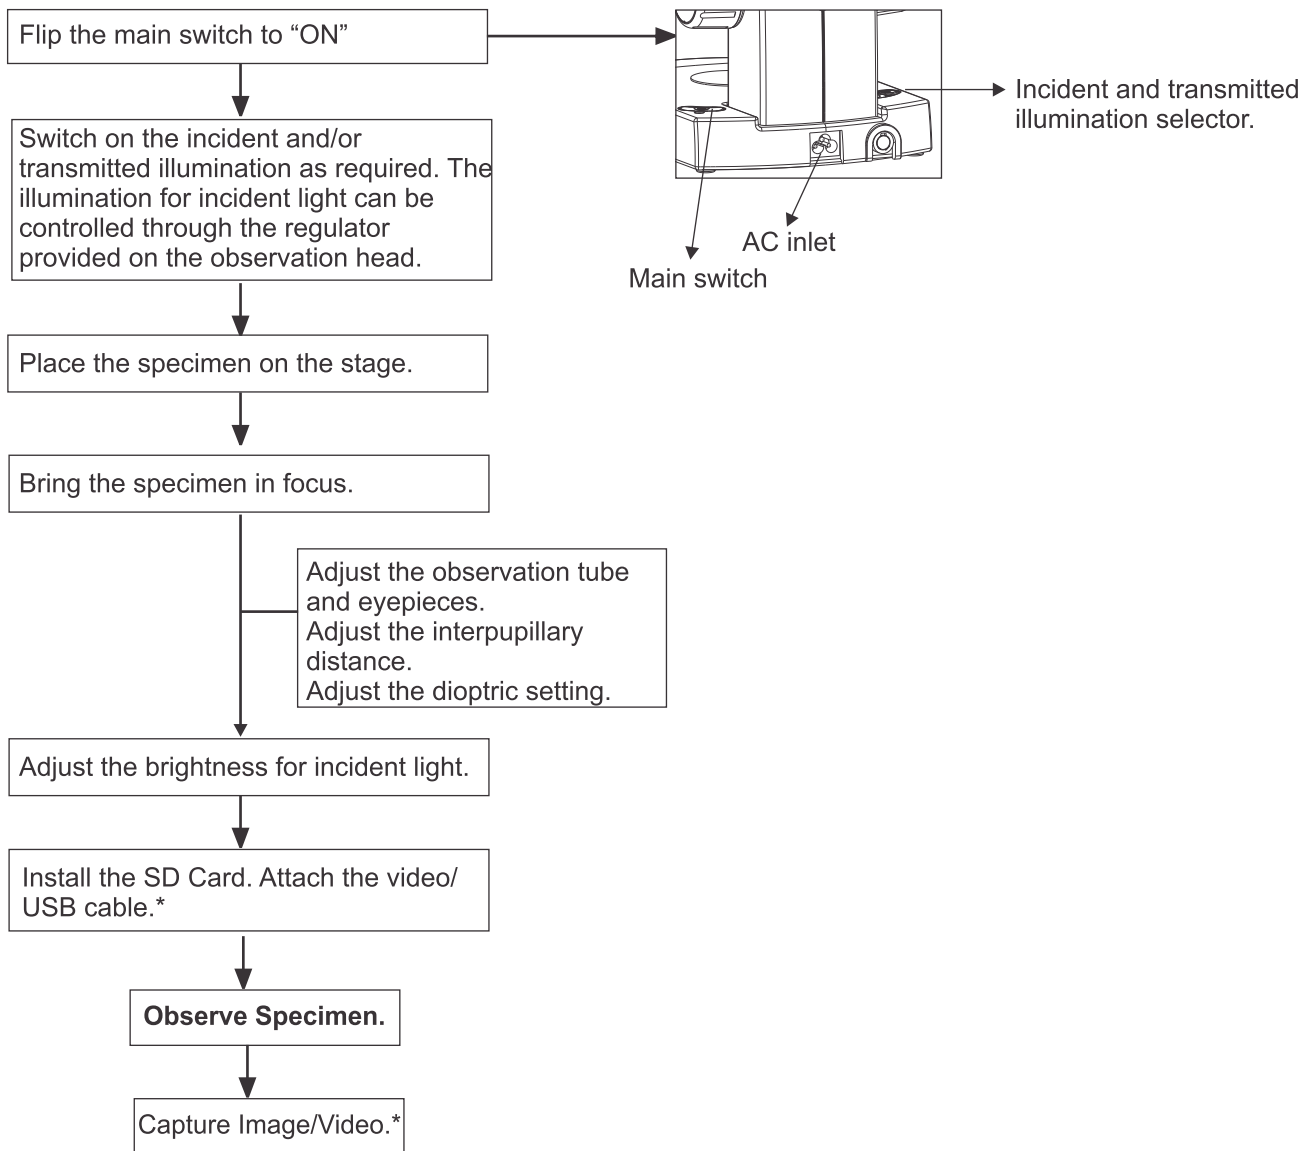 Flip the main switch to “ON”
Incident and transmitted
illumination selector.
Switch on the incident and/or
transmitted illumination as required. The
illumination for incident light can be
controlled through the regulator
provided on the observation head.
AC inlet
Main switch
Place the specimen on the stage.
Bring the specimen in focus.
Adjust the observation tube
and eyepieces.
Adjust the interpupillary
distance.
Adjust the dioptric setting.
Adjust the brightness for incident light.
Install the SD Card. Attach the video/
USB cable.*
Observe Specimen.
Capture Image/Video.*